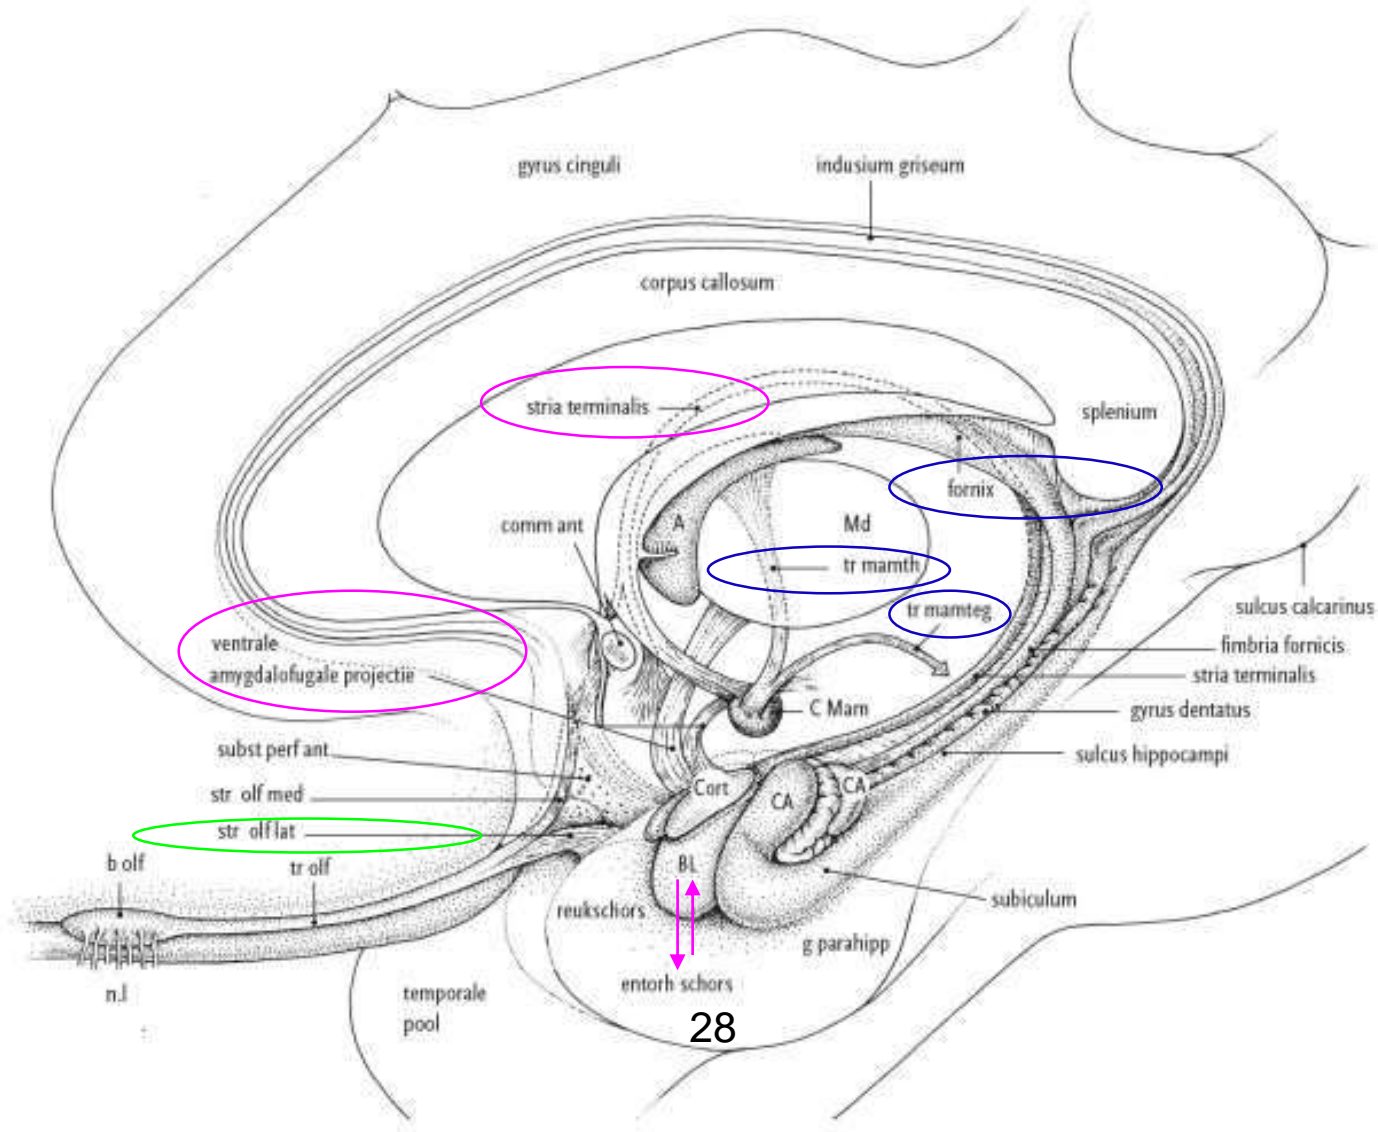 gyrus cinguli
indusium griseum
corpus callosum
stria terminalis
splenium
fornix
A
Md
comm ant
tr mamth
tr mamteg
sulcus calcarinus
ventrale
amygdalofugale projectie
fimbria fornicis
stria terminalis
C Mam
gyrus dentatus
subst perf ant
sulcus hippocampi
str olf med
Cort
CA
CA
str olf lat
b olf
tr olf
BL
subiculum
reukschors
g parahipp
entorh schors
n.I
temporale
pool
28